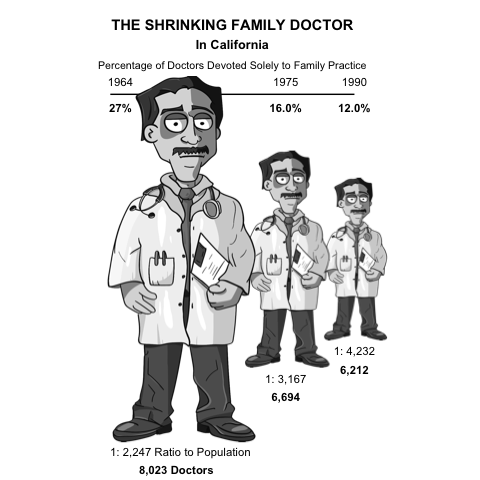 THE SHRINKING FAMILY DOCTOR
In California
Percentage of Doctors Devoted Solely to Family Practice
1964 1975 1990
27% 16.0% 12.0%
1: 4,232
6,212
1: 3,167
6,694
1: 2,247 Ratio to Population
8,023 Doctors